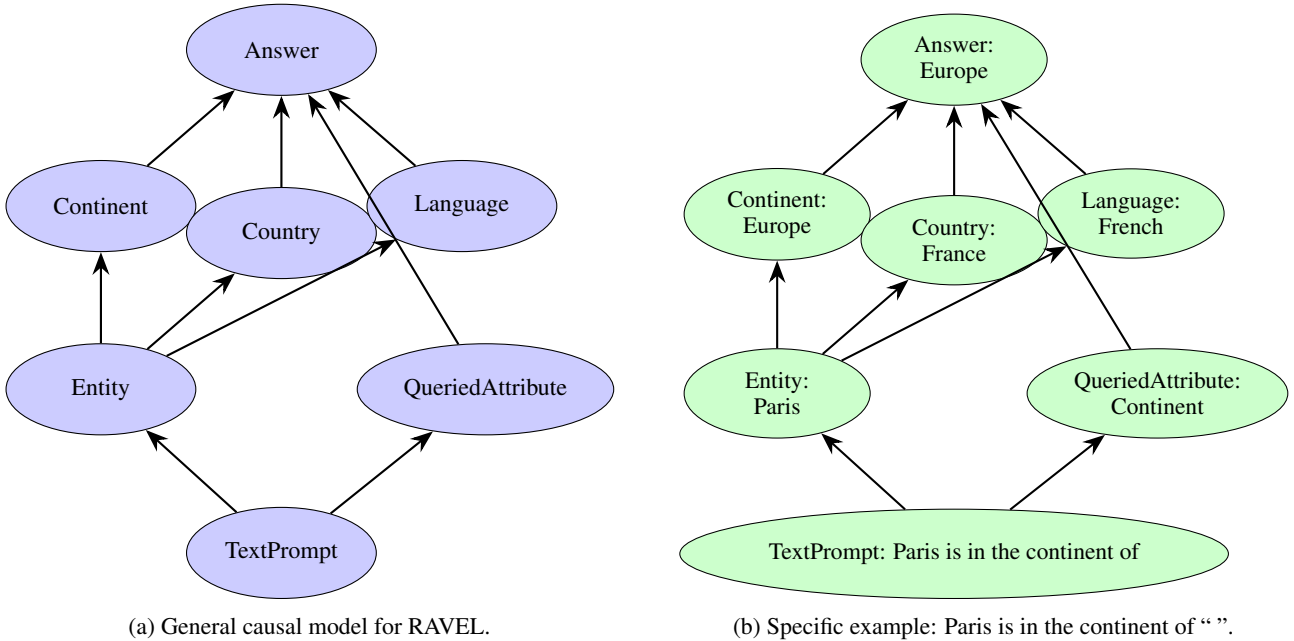 Answer
Continent
Country
Language
Entity
QueriedAttribute
TextPrompt
(a) General causal model for RAVEL.
Answer:
Europe
Continent:
Europe
Country:
France
Language:
French
Entity:
Paris
QueriedAttribute:
Continent
TextPrompt: Paris is in the continent of
(b) Specific example: Paris is in the continent of “ ”.